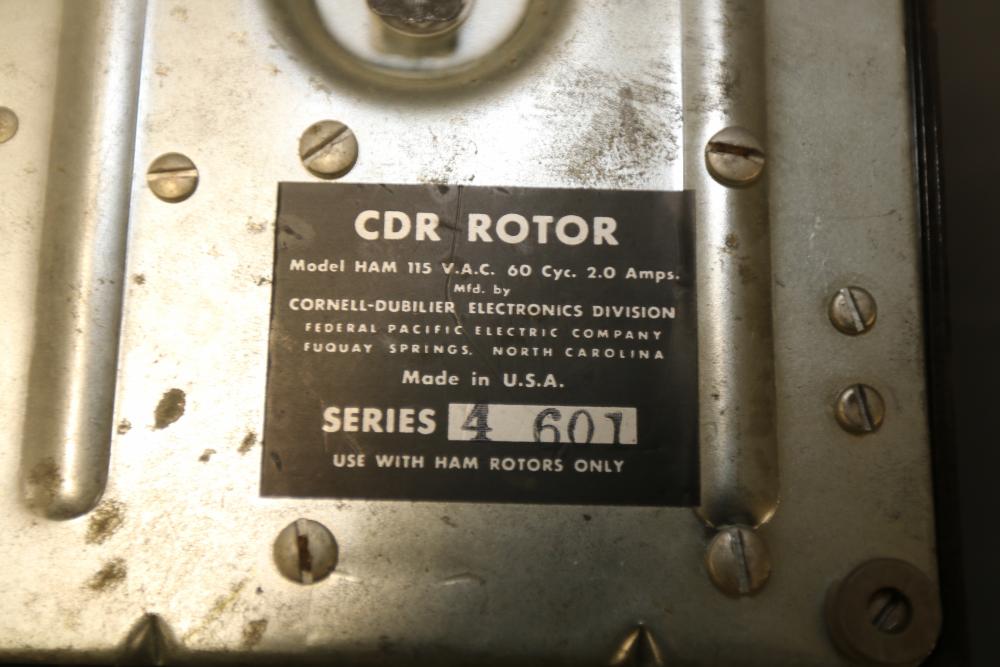 CDR ROTOR
Model HAM 115 V.A.C. 60 Cyc. 2.0 Amps.
Mfd. by
CORNELL-DUBILIER ELECTRONICS DIVISION
FEDERAL PACIFIC ELECTRIC COMPANY
FUQUAY SPRINGS, NORTH CAROLINA
Made in U.S.A.
SERIES 4 601
USE WITH HAM ROTORS ONLY